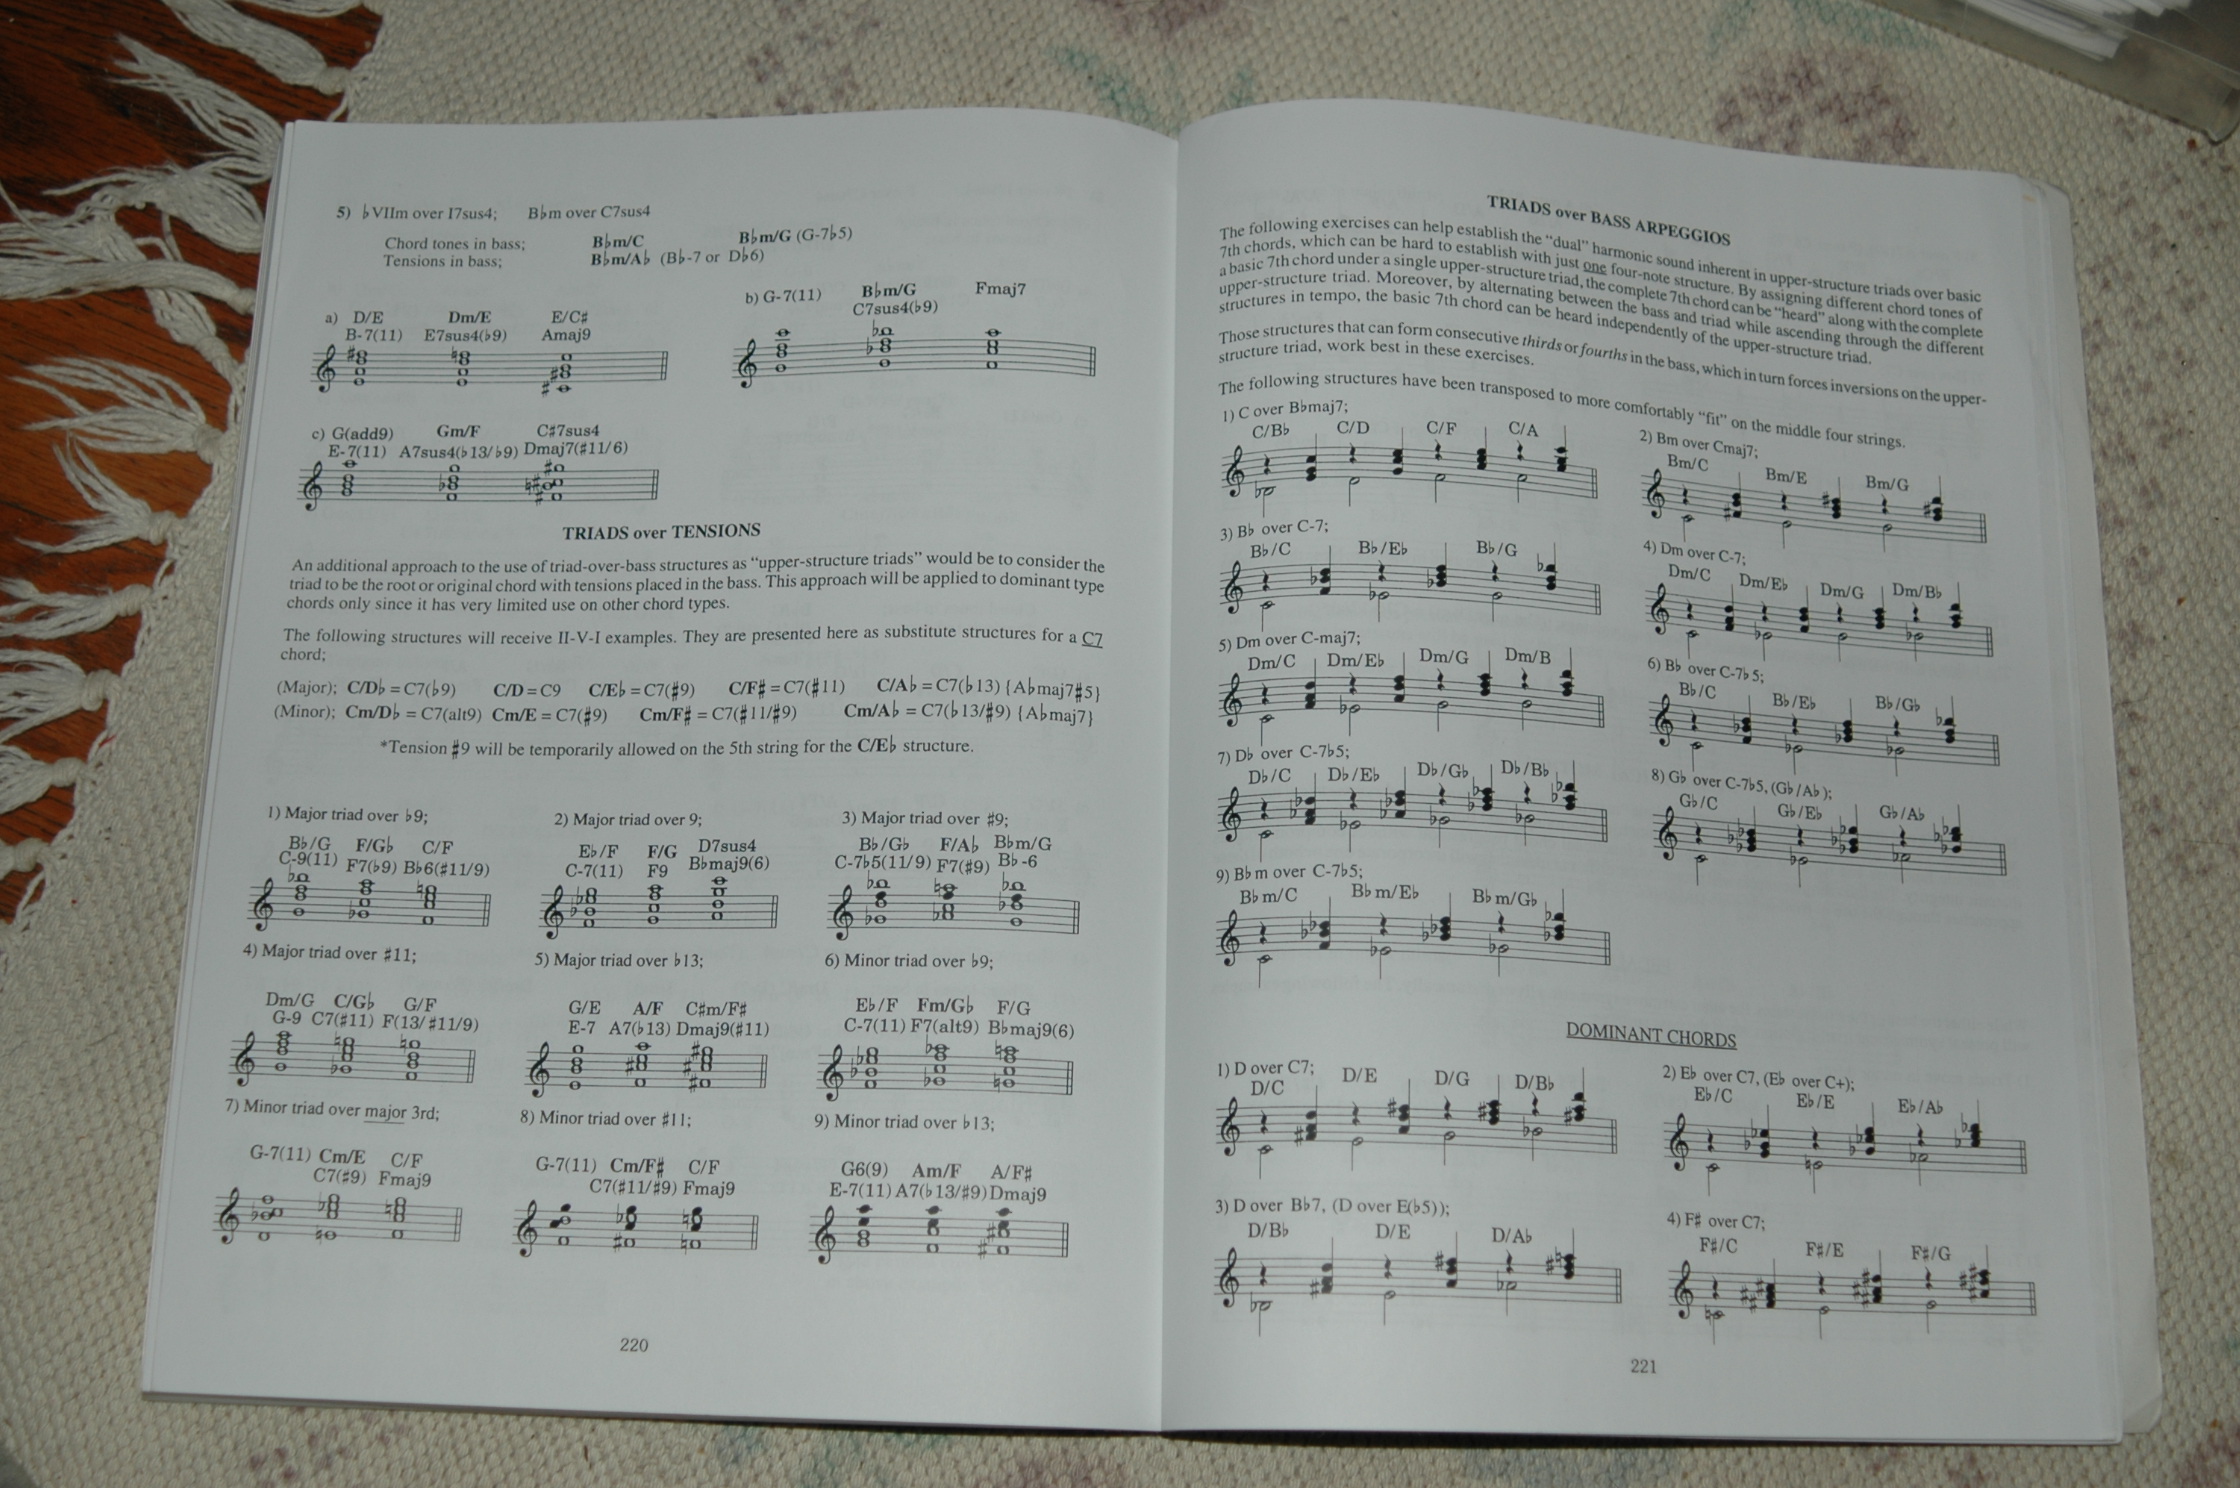 5) ♭VIIm over I7sus4; B♭m over C7sus4
Chord tones in bass; B♭m/C B♭m/G (G-7♭5)
Tensions in bass; B♭m/A♭ (B♭-7 or D♭6)
a) D/E Dm/E E/C♯
B-7(11) E7sus4(♭9) Amaj9
b) G-7(11) B♭m/G Fmaj7
C7sus4(♭9)
c) G(add9) Gm/F C♯7sus4
E-7(11) A7sus4(♭13/♭9) Dmaj7(♯11/6)
TRIADS over TENSIONS
An additional approach to the use of triad-over-bass structures as “upper-structure triads” would be to consider the
triad to be the root or original chord with tensions placed in the bass. This approach will be applied to dominant type
chords only since it has very limited use on other chord types.
The following structures will receive II-V-I examples. They are presented here as substitute structures for a C7
chord;
(Major); C/D♭ = C7(♭9) C/D = C9 C/E♭ = C7(♯9) C/F♯ = C7(♯11) C/A♭ = C7(♭13) {A♭maj7♯5}
(Minor); Cm/D♭ = C7(alt9) Cm/E = C7(♯9) Cm/F♯ = C7(♯11/♯9) Cm/A♭ = C7(♭13/♯9) {A♭maj7}
*Tension ♯9 will be temporarily allowed on the 5th string for the C/E♭ structure.
1) Major triad over ♭9;
B♭/G F/G♭ C/F
C-9(11) F7(♭9) B♭6(♯11/9)
2) Major triad over 9;
E♭/F F/G D7sus4
C-7(11) F9 B♭maj9(6)
3) Major triad over ♯9;
B♭/G♭ F/A♭ B♭m/G
C-7♭5(11/9) F7(♯9) B♭-6
4) Major triad over ♯11;
Dm/G C/G♭ G/F
G-9 C7(♯11) F(13/♯11/9)
5) Major triad over ♭13;
G/E A/F C♯m/F♯
E-7 A7(♭13) Dmaj9(♯11)
6) Minor triad over ♭9;
E♭/F Fm/G♭ F/G
C-7(11) F7(alt9) B♭maj9(6)
7) Minor triad over major 3rd;
G-7(11) Cm/E C/F
C7(♯9) Fmaj9
8) Minor triad over ♯11;
G-7(11) Cm/F♯ C/F
C7(♯11/♯9) Fmaj9
9) Minor triad over ♭13;
G6(9) Am/F A/F♯
E-7(11) A7(♭13/♯9) Dmaj9
220
TRIADS over BASS ARPEGGIOS
The following exercises can help establish the “dual” harmonic sound inherent in upper-structure triads over basic
7th chords, which can be hard to establish with just one four-note structure. By assigning different chord tones of
a basic 7th chord under a single upper-structure triad, the complete 7th chord can be “heard” along with the complete
upper-structure triad. Moreover, by alternating between the bass and triad while ascending through the different
structures in tempo, the basic 7th chord can be heard independently of the upper-structure triad.
Those structures that can form consecutive thirds or fourths in the bass, which in turn forces inversions on the upper-
structure triad, work best in these exercises.
The following structures have been transposed to more comfortably “fit” on the middle four strings.
1) C over B♭maj7;
C/B♭ C/D C/F C/A
2) Bm over Cmaj7;
Bm/C Bm/E Bm/G
3) B♭ over C-7;
B♭/C B♭/E♭ B♭/G
4) Dm over C-7;
Dm/C Dm/E♭ Dm/G Dm/B♭
5) Dm over C-maj7;
Dm/C Dm/E♭ Dm/G Dm/B
6) B♭ over C-7♭5;
B♭/C B♭/E♭ B♭/G♭
7) D♭ over C-7♭5;
D♭/C D♭/E♭ D♭/G♭ D♭/B♭
8) G♭ over C-7♭5, (G♭/A♭);
G♭/C G♭/E♭ G♭/A♭
9) B♭m over C-7♭5;
B♭m/C B♭m/E♭ B♭m/G♭
DOMINANT CHORDS
1) D over C7;
D/C D/E D/G D/B♭
2) E♭ over C7, (E♭ over C+);
E♭/C E♭/E E♭/A♭
3) D over B♭7, (D over E(♭5));
D/B♭ D/E D/A♭
4) F♯ over C7;
F♯/C F♯/E F♯/G
221